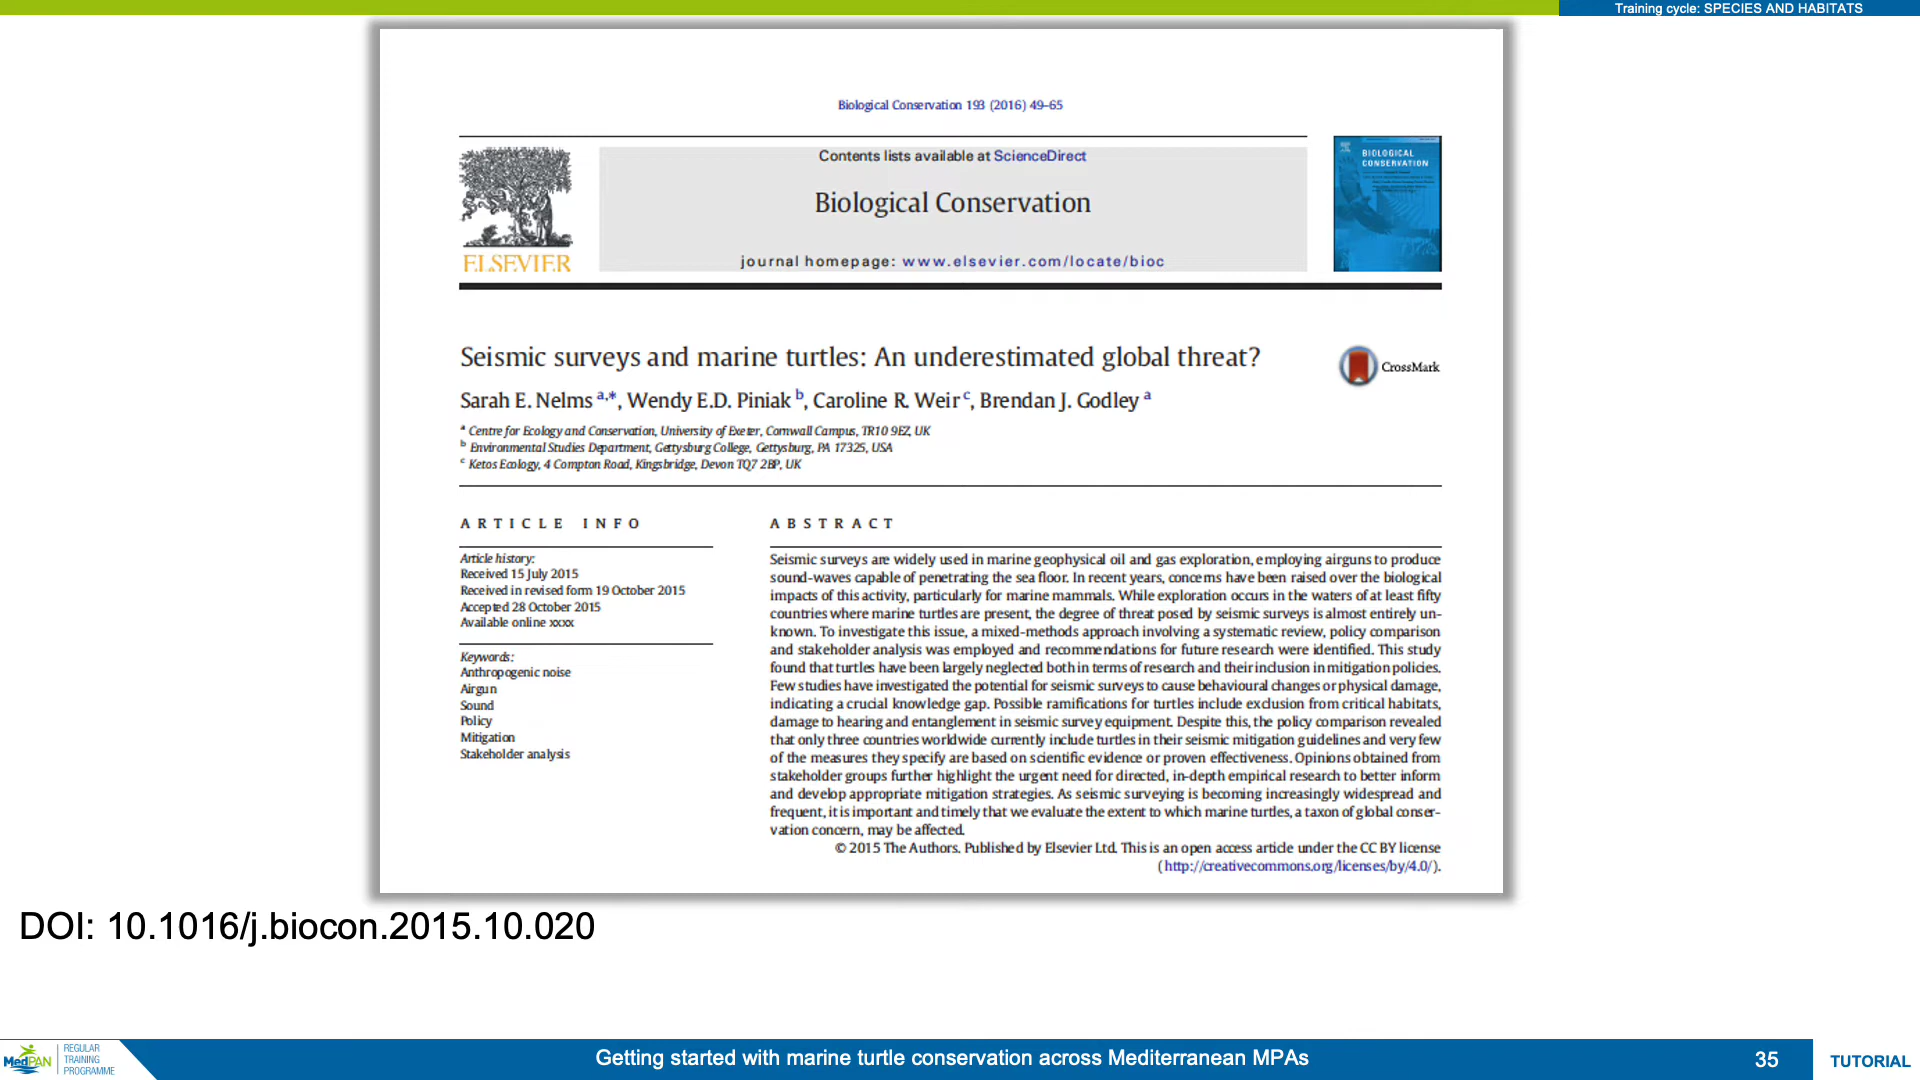 Training cycle: SPECIES AND HABITATS
Biological Conservation 193 (2016) 49–65
Contents lists available at ScienceDirect
Biological Conservation
journal homepage: www.elsevier.com/locate/bioc
ELSEVIER
BIOLOGICAL
CONSERVATION
Seismic surveys and marine turtles: An underestimated global threat?
CrossMark
Sarah E. Nelms a,*, Wendy E.D. Piniak b, Caroline R. Weir c, Brendan J. Godley a
a Centre for Ecology and Conservation, University of Exeter, Cornwall Campus, TR10 9EZ, UK
b Environmental Studies Department, Gettysburg College, Gettysburg, PA 17325, USA
c Ketos Ecology, 4 Compton Road, Kingsbridge, Devon TQ7 2BP, UK
ARTICLE INFO
Article history:
Received 15 July 2015
Received in revised form 19 October 2015
Accepted 28 October 2015
Available online xxxx
Keywords:
Anthropogenic noise
Airgun
Sound
Policy
Mitigation
Stakeholder analysis
ABSTRACT
Seismic surveys are widely used in marine geophysical oil and gas exploration, employing airguns to produce
sound-waves capable of penetrating the sea floor. In recent years, concerns have been raised over the biological
impacts of this activity, particularly for marine mammals. While exploration occurs in the waters of at least fifty
countries where marine turtles are present, the degree of threat posed by seismic surveys is almost entirely un-
known. To investigate this issue, a mixed-methods approach involving a systematic review, policy comparison
and stakeholder analysis was employed and recommendations for future research were identified. This study
found that turtles have been largely neglected both in terms of research and their inclusion in mitigation policies.
Few studies have investigated the potential for seismic surveys to cause behavioural changes or physical damage,
indicating a crucial knowledge gap. Possible ramifications for turtles include exclusion from critical habitats,
damage to hearing and entanglement in seismic survey equipment. Despite this, the policy comparison revealed
that only three countries worldwide currently include turtles in their seismic mitigation guidelines and very few
of the measures they specify are based on scientific evidence or proven effectiveness. Opinions obtained from
stakeholder groups further highlight the urgent need for directed, in-depth empirical research to better inform
and develop appropriate mitigation strategies. As seismic surveying is becoming increasingly widespread and
frequent, it is important and timely that we evaluate the extent to which marine turtles, a taxon of global conser-
vation concern, may be affected.
© 2015 The Authors. Published by Elsevier Ltd. This is an open access article under the CC BY license
(http://creativecommons.org/licenses/by/4.0/).
DOI: 10.1016/j.biocon.2015.10.020
MedPAN
REGULAR
TRAINING
PROGRAMME
Getting started with marine turtle conservation across Mediterranean MPAs
35
TUTORIAL